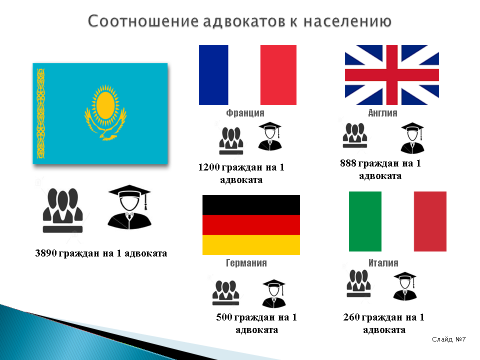 Соотношение адвокатов к населению
Франция
1200 граждан на 1
адвоката
Англия
888 граждан на 1
адвоката
3890 граждан на 1 адвоката
Германия
500 граждан на 1
адвоката
Италия
260 граждан на 1
адвоката
Слайд №7